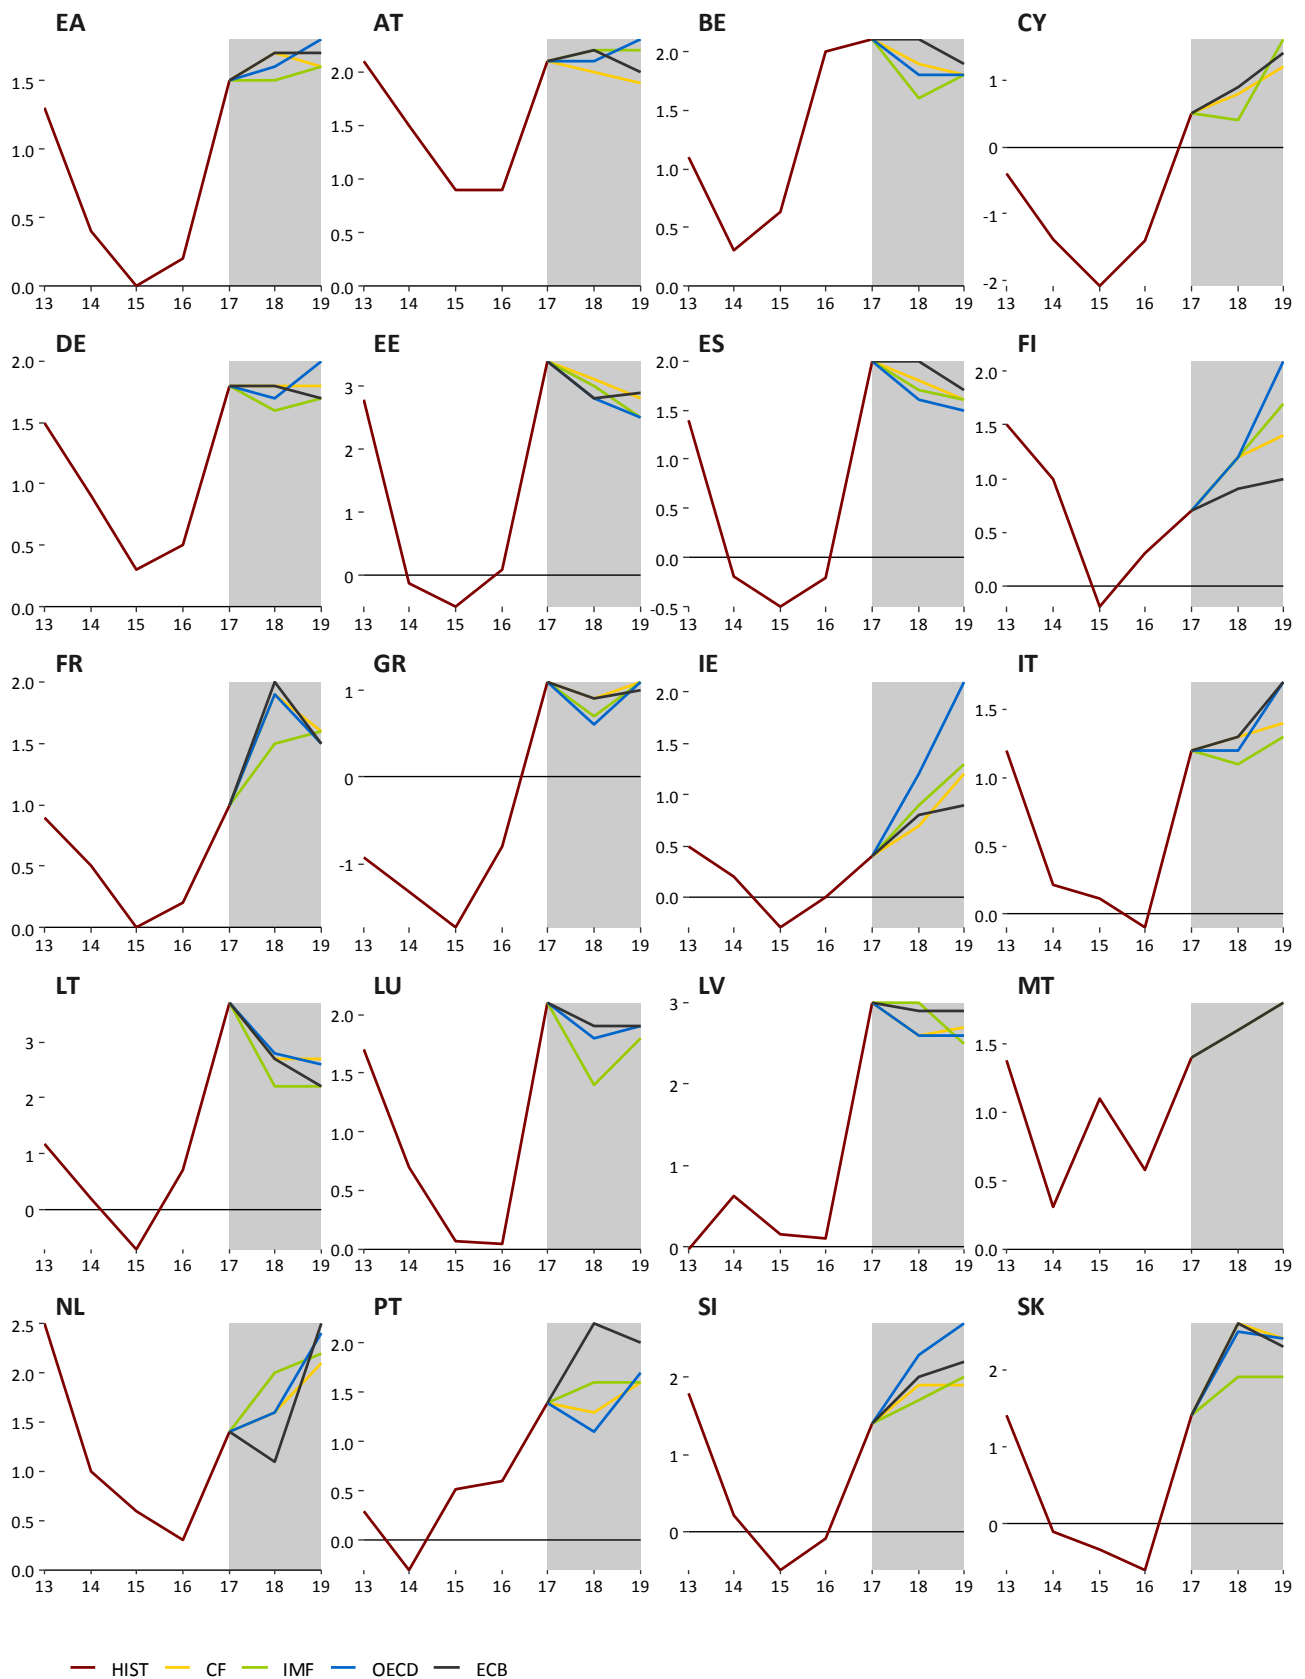 EA AT BE CY
1.5 2.0 2.0 1
1.0 1.5 1.5 0
0.5 1.0 1.0 -1
0.0 0.5 0.5 -2
0.0 0.0
13 14 15 16 17 18 19 13 14 15 16 17 18 19 13 14 15 16 17 18 19 13 14 15 16 17 18 19
DE EE ES FI
2.0 3 2.0 2.0
1.5 2 1.5 1.5
1.0 1 1.0 1.0
0.5 0 0.5 0.5
0.0 0.0 0.0
-0.5
13 14 15 16 17 18 19 13 14 15 16 17 18 19 13 14 15 16 17 18 19 13 14 15 16 17 18 19
FR GR IE IT
2.0 1 2.0 1.5
1.5 0 1.5 1.0
1.0 -1 1.0 0.5
0.5 0.5 0.0
0.0 0.0
13 14 15 16 17 18 19 13 14 15 16 17 18 19 13 14 15 16 17 18 19 13 14 15 16 17 18 19
LT LU LV MT
3 2.0 3 1.5
2 1.5 2 1.0
1 1.0 1 0.5
0 0.5 0 0.0
0.0
13 14 15 16 17 18 19 13 14 15 16 17 18 19 13 14 15 16 17 18 19 13 14 15 16 17 18 19
NL PT SI SK
2.5 2.0 2 2
2.0 1.5 1 1
1.5 1.0 0 0
1.0 0.5
0.5 0.0
0.0
13 14 15 16 17 18 19 13 14 15 16 17 18 19 13 14 15 16 17 18 19 13 14 15 16 17 18 19
HIST CF IMF OECD ECB